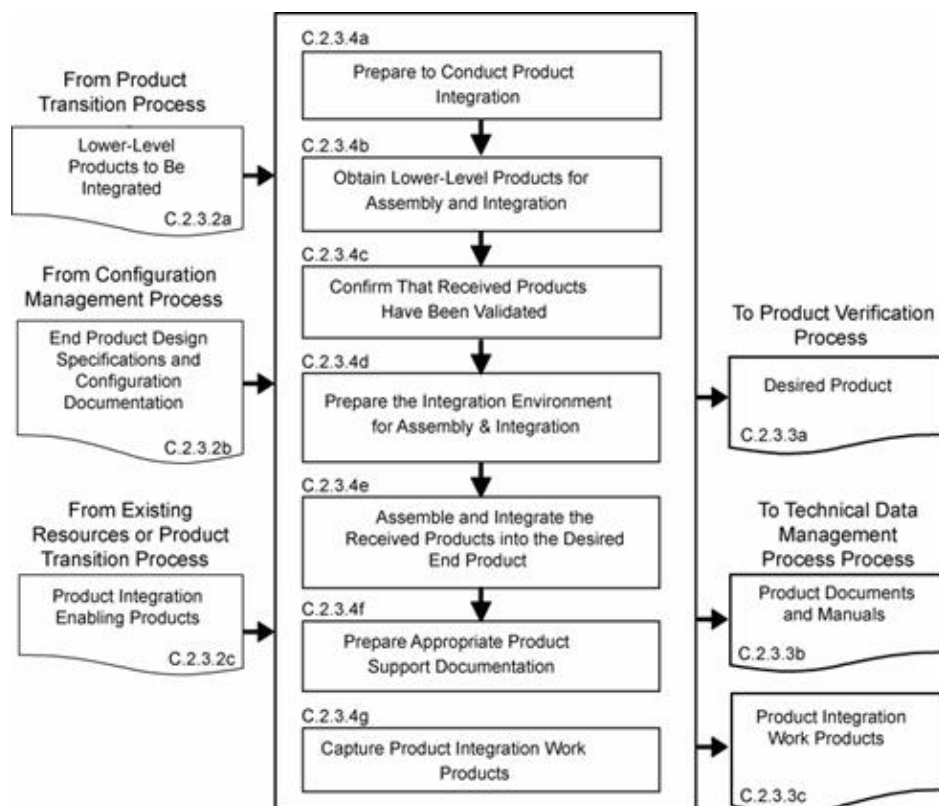 From Product
Transition Process
Lower-Level
Products to Be
Integrated
C.2.3.2a
From Configuration
Management Process
End Product Design
Specifications and
Configuration
Documentation
C.2.3.2b
From Existing
Resources or Product
Transition Process
Product Integration
Enabling Products
C.2.3.2c
C.2.3.4a
Prepare to Conduct Product
Integration
C.2.3.4b
Obtain Lower-Level Products for
Assembly and Integration
C.2.3.4c
Confirm That Received Products
Have Been Validated
C.2.3.4d
Prepare the Integration Environment
for Assembly & Integration
C.2.3.4e
Assemble and Integrate the
Received Products into the Desired
End Product
C.2.3.4f
Prepare Appropriate Product
Support Documentation
C.2.3.4g
Capture Product Integration Work
Products
To Product Verification
Process
Desired Product
C.2.3.3a
To Technical Data
Management
Process Process
Product Documents
and Manuals
C.2.3.3b
Product Integration
Work Products
C.2.3.3c